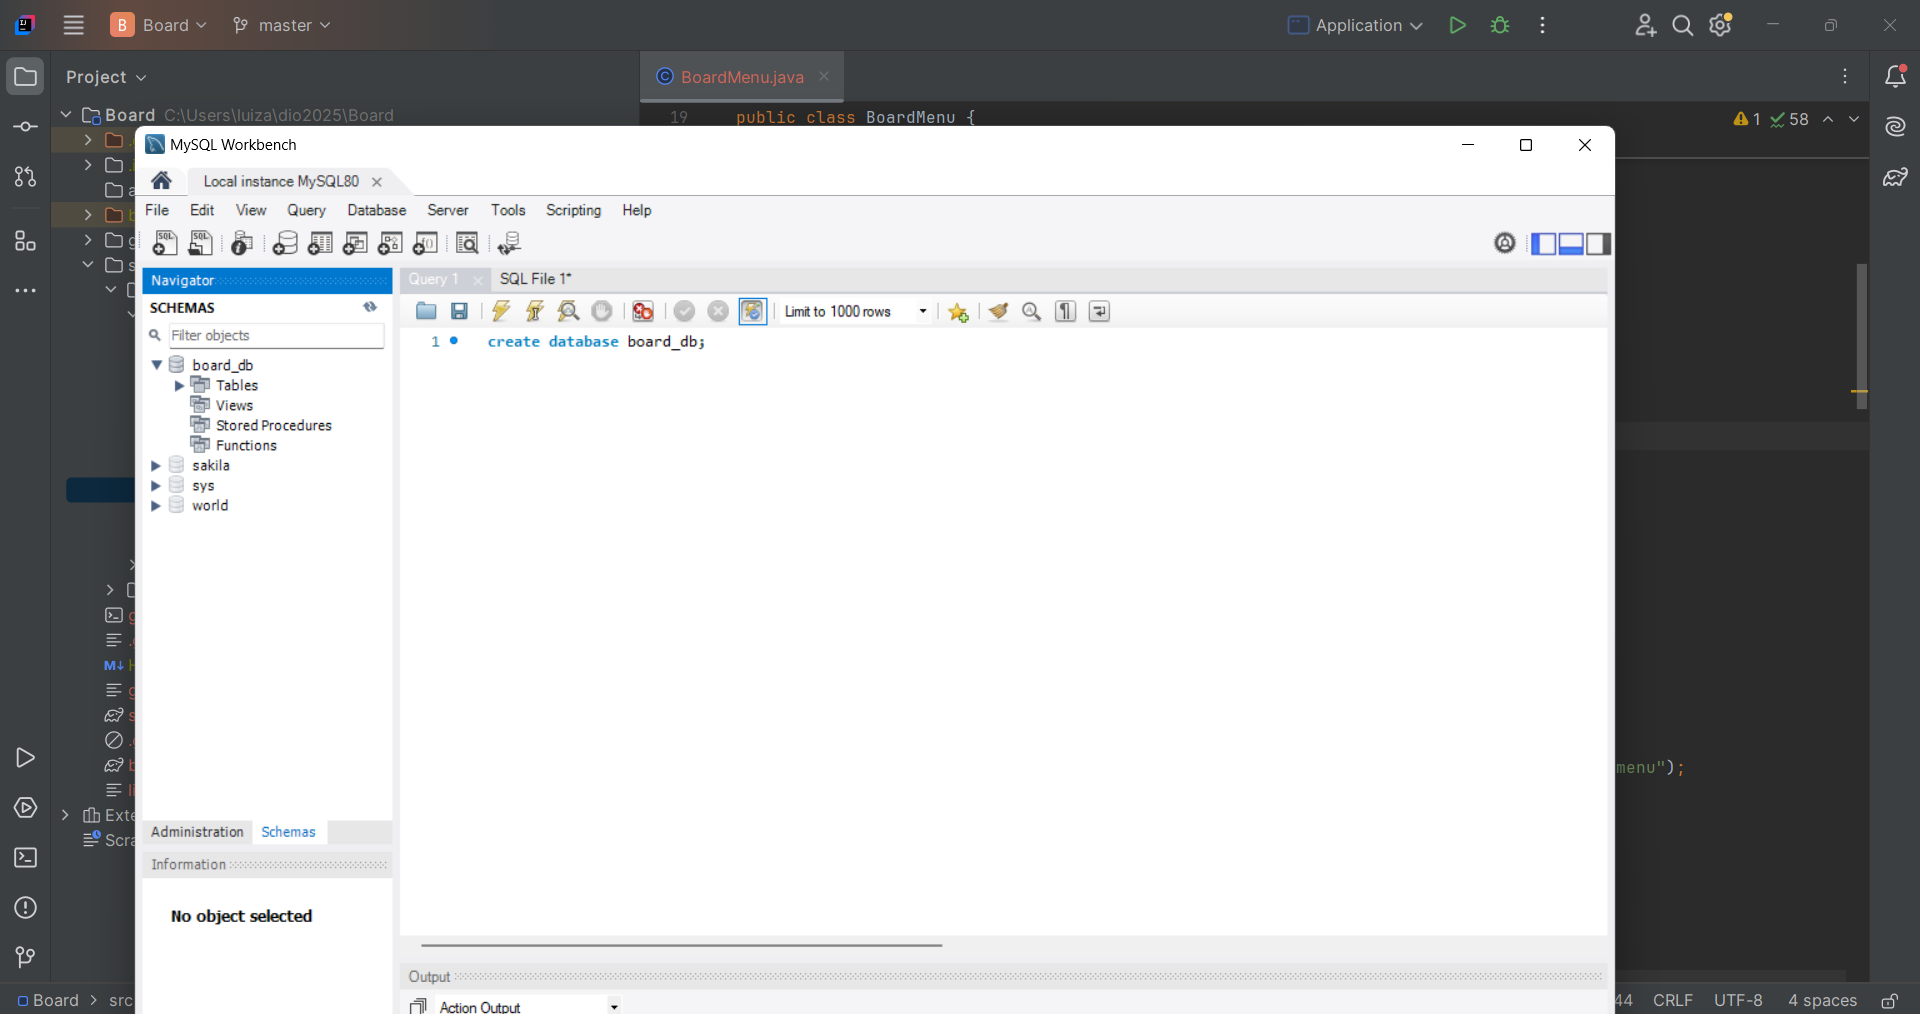 B Board master Application
Project
BoardMenu.java
Board C:\Users\luiza\dio2025\Board
19 public class BoardMenu {
1 58
MySQL Workbench
Local instance MySQL80
File Edit View Query Database Server Tools Scripting Help
Navigator
Query 1 SQL File 1*
SCHEMAS
Limit to 1000 rows
Filter objects
1 create database board_db;
board_db
Tables
Views
Stored Procedures
Functions
sakila
sys
world
menu");
Exte
Administration Schemas
Scra
Information
No object selected
Output
Action Output
Board > src
44 CRLF UTF-8 4 spaces